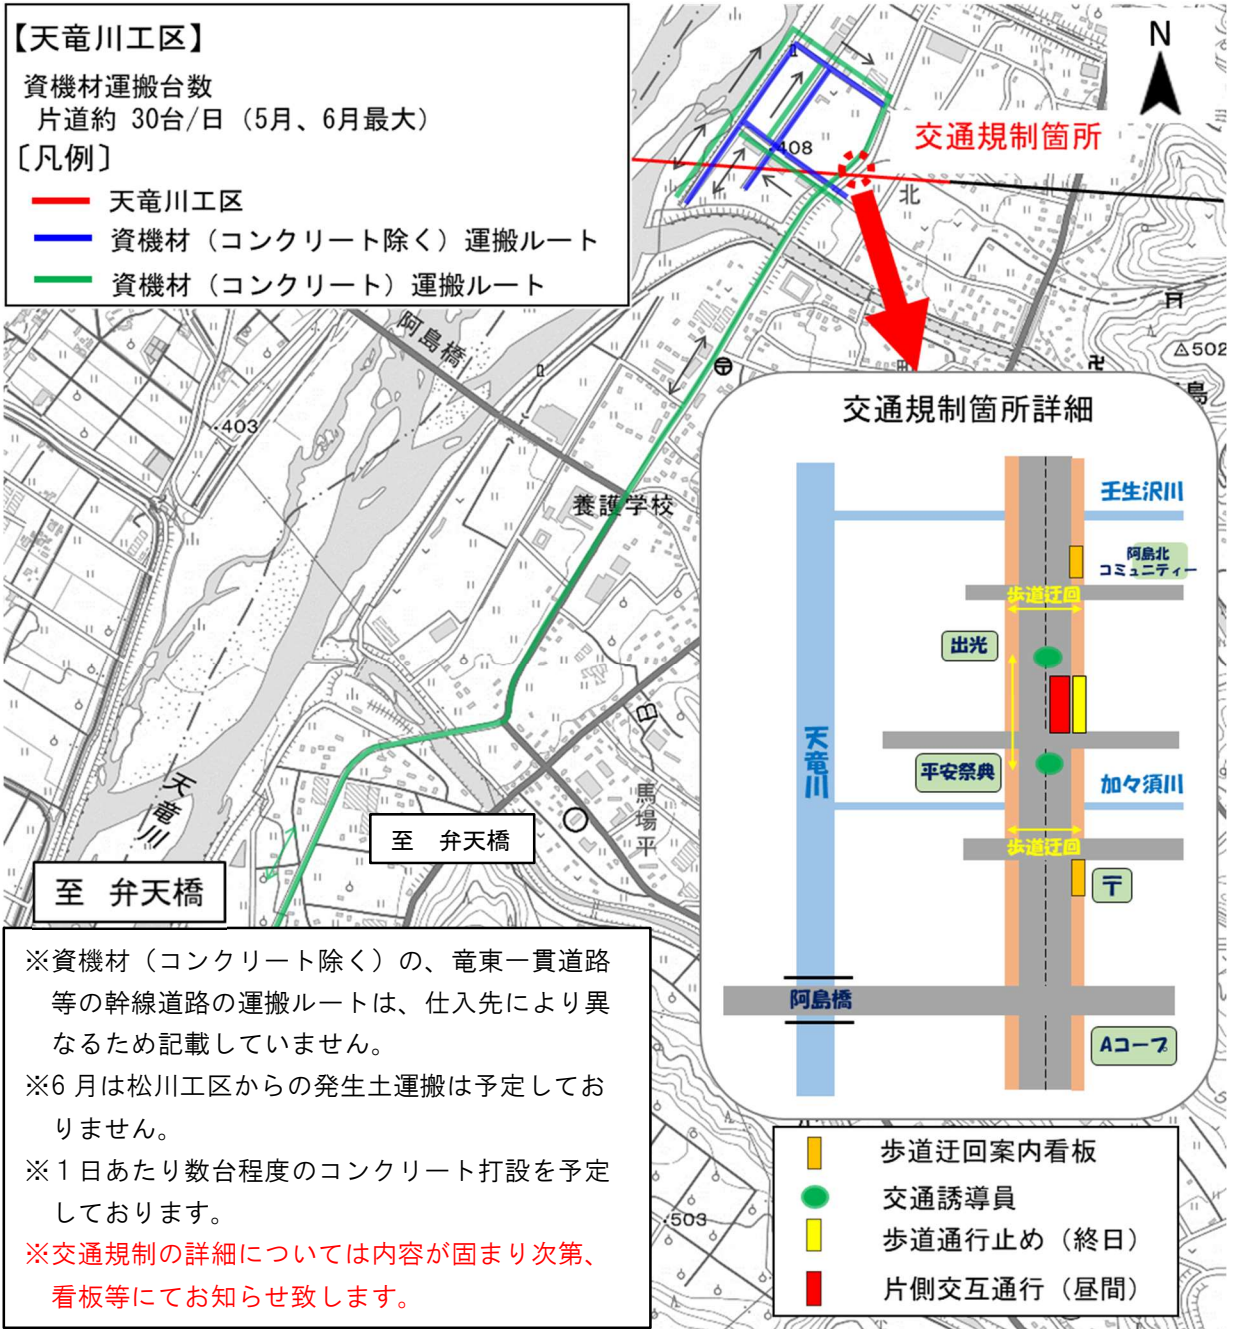 【天竜川工区】
資機材運搬台数
片道約 30台/日（5月、6月最大）
〔凡例〕
天竜川工区
資機材（コンクリート除く）運搬ルート
資機材（コンクリート）運搬ルート
N
交通規制箇所
・408
北
阿島橋
・403
△502
島
養護学校
天竜川
馬場平
至 弁天橋
至 弁天橋
・503
交通規制箇所詳細
壬生沢川
阿島北
コミュニティー
歩道迂回
出光
天竜川
平安祭典
加々須川
歩道迂回
〒
阿島橋
Aコープ
※資機材（コンクリート除く）の、竜東一貫道路
等の幹線道路の運搬ルートは、仕入先により異
なるため記載していません。
※6月は松川工区からの発生土運搬は予定してお
りません。
※1日あたり数台程度のコンクリート打設を予定
しております。
※交通規制の詳細については内容が固まり次第、
看板等にてお知らせ致します。
歩道迂回案内看板
交通誘導員
歩道通行止め（終日）
片側交互通行（昼間）